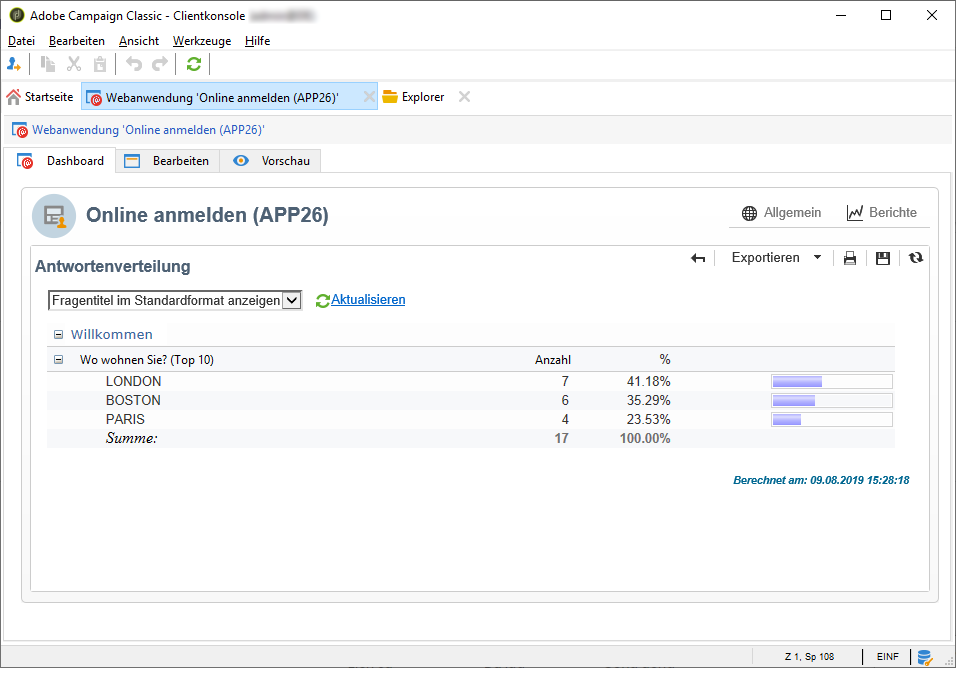 Adobe Campaign Classic - Clientkonsole
Datei Bearbeiten Ansicht Werkzeuge Hilfe
Startseite Webanwendung 'Online anmelden (APP26)' Explorer
Webanwendung 'Online anmelden (APP26)'
Dashboard Bearbeiten Vorschau
Online anmelden (APP26) Allgemein Berichte
Exportieren
Antwortenverteilung
Fragentitel im Standardformat anzeigen Aktualisieren
Willkommen
Wo wohnen Sie? (Top 10) Anzahl %
LONDON 7 41.18%
BOSTON 6 35.29%
PARIS 4 23.53%
Summe: 17 100.00%
Berechnet am: 09.08.2019 15:28:18
Z 1, Sp 108 EINF